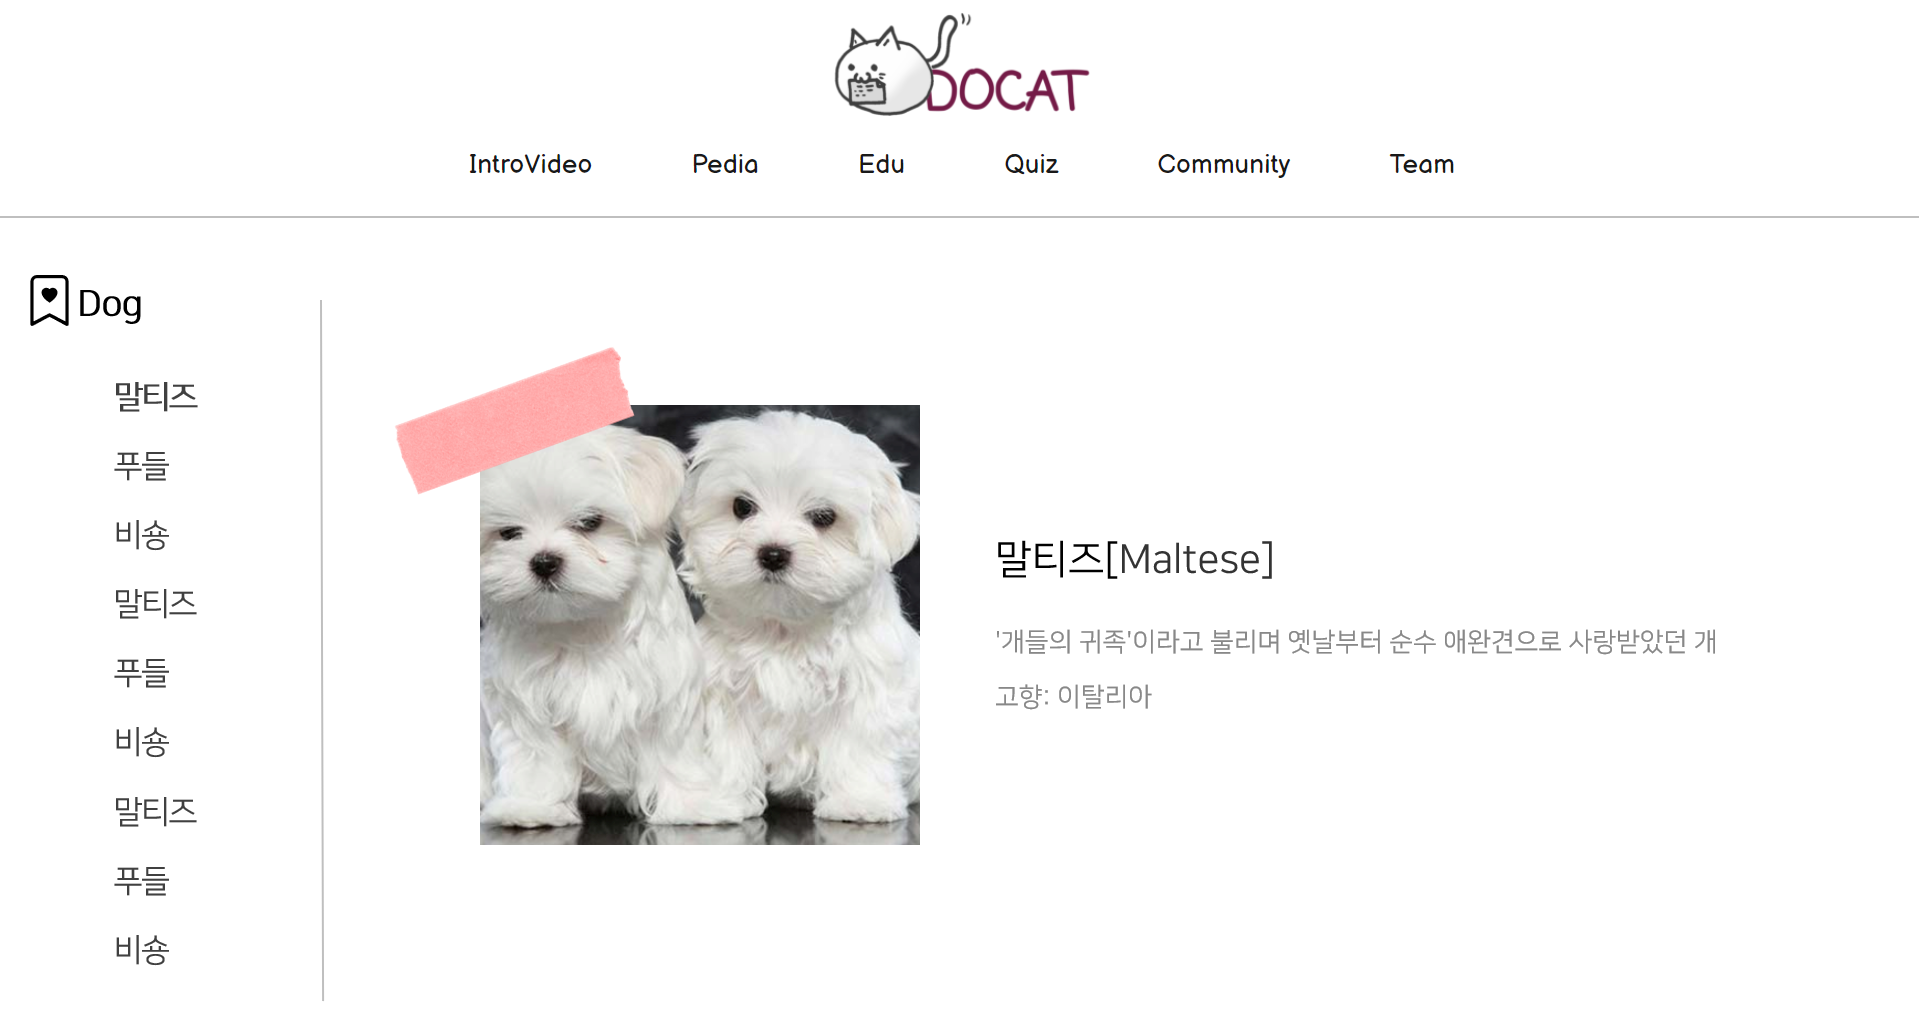 DOCAT
IntroVideo Pedia Edu Quiz Community Team
Dog
말티즈
푸들
비숑
말티즈
푸들
비숑
말티즈
푸들
비숑
말티즈[Maltese]
'개들의 귀족'이라고 불리며 옛날부터 순수 애완견으로 사랑받았던 개
고향: 이탈리아